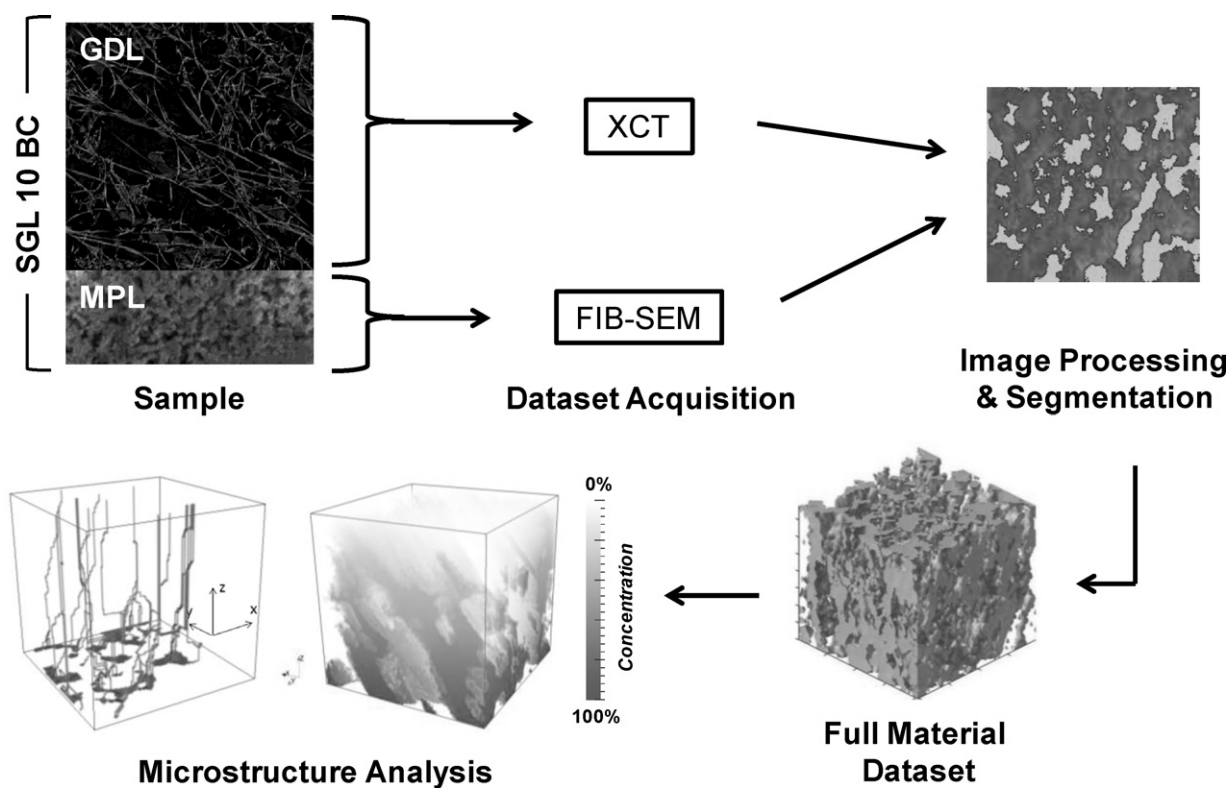 SGL 10 BC
GDL
MPL
Sample
XCT
FIB-SEM
Dataset Acquisition
Image Processing
& Segmentation
z
x
y
0%
Concentration
100%
Microstructure Analysis
Full Material
Dataset